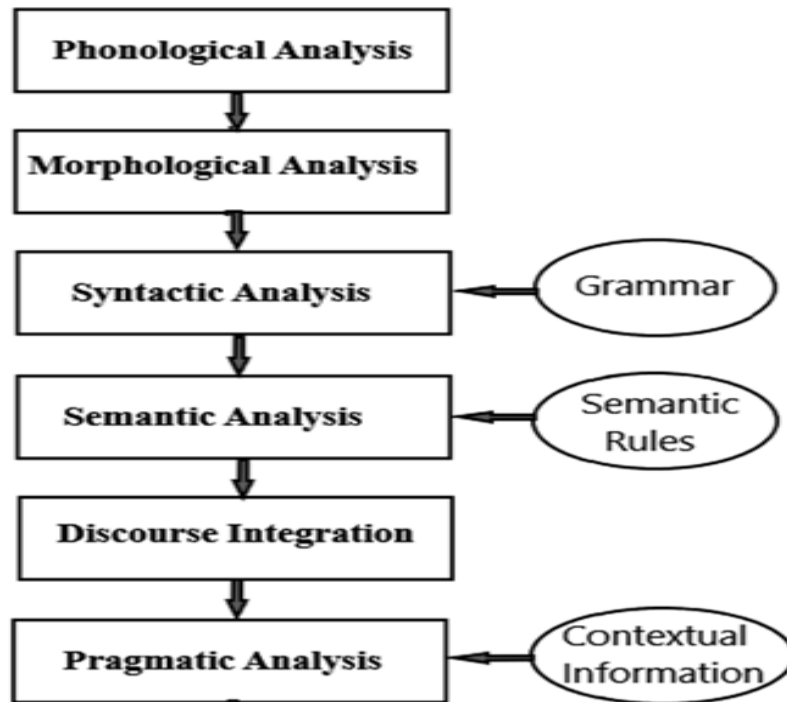 Phonological Analysis
Morphological Analysis
Syntactic Analysis
Grammar
Semantic Analysis
Semantic
Rules
Discourse Integration
Pragmatic Analysis
Contextual
Information